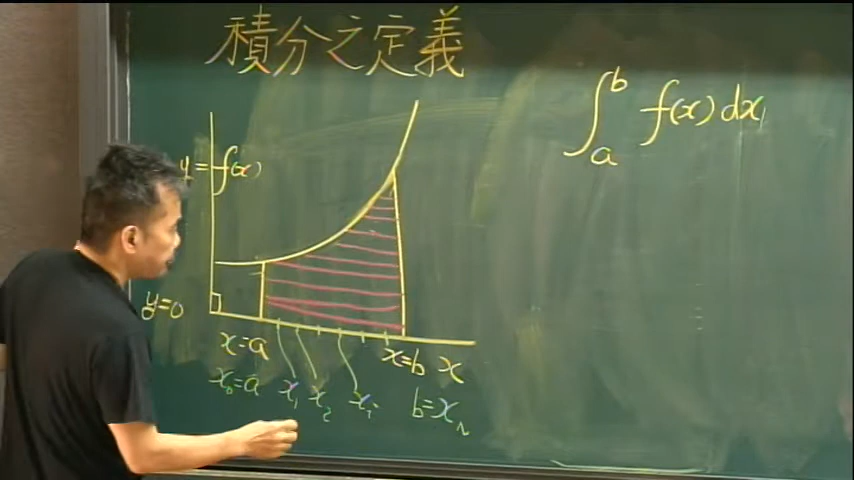 積分之定義
∫_a^b f(x) dx
y=f(x)
y=0
x=a x=b x
x₀=a x₁ x₂ xᵢ b=xₙ